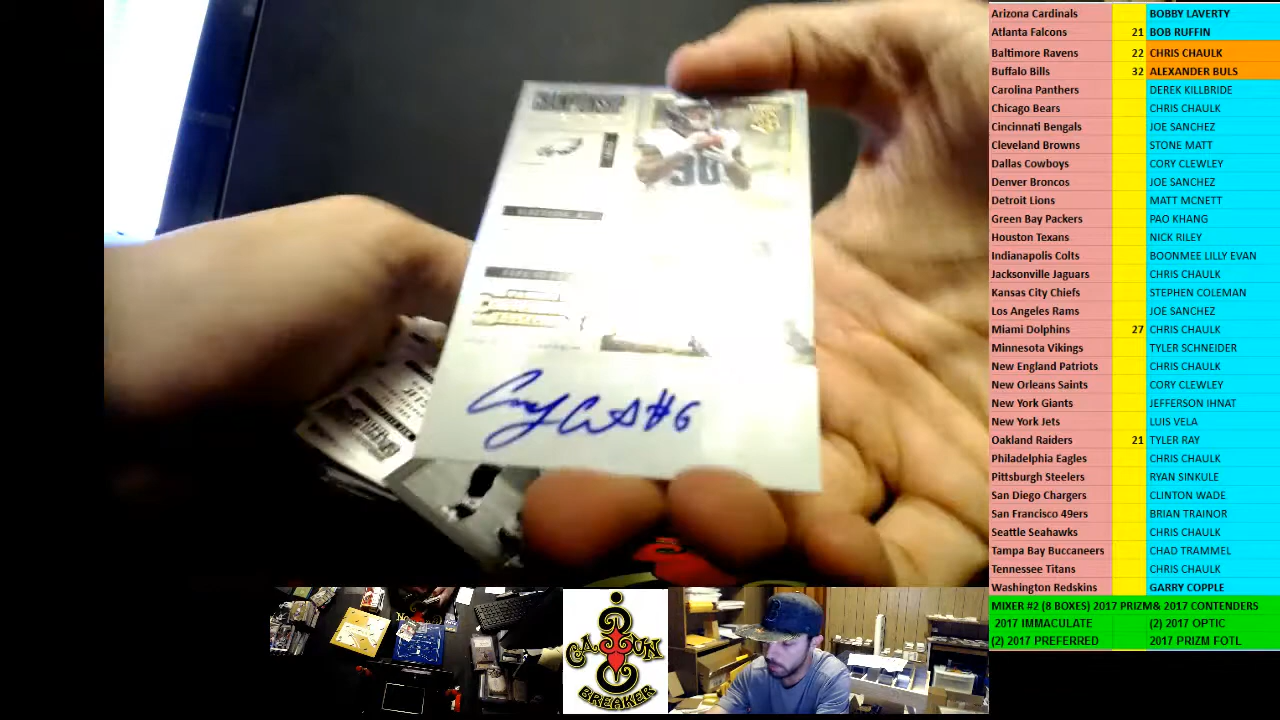 #6
30
Arizona Cardinals BOBBY LAVERTY
Atlanta Falcons 21 BOB RUFFIN
Baltimore Ravens 22 CHRIS CHAULK
Buffalo Bills 32 ALEXANDER BULS
Carolina Panthers DEREK KILLBRIDE
Chicago Bears CHRIS CHAULK
Cincinnati Bengals JOE SANCHEZ
Cleveland Browns STONE MATT
Dallas Cowboys CORY CLEWLEY
Denver Broncos JOE SANCHEZ
Detroit Lions MATT MCNETT
Green Bay Packers PAO KHANG
Houston Texans NICK RILEY
Indianapolis Colts BOONMEE LILLY EVAN
Jacksonville Jaguars CHRIS CHAULK
Kansas City Chiefs STEPHEN COLEMAN
Los Angeles Rams JOE SANCHEZ
Miami Dolphins 27 CHRIS CHAULK
Minnesota Vikings TYLER SCHNEIDER
New England Patriots CHRIS CHAULK
New Orleans Saints CORY CLEWLEY
New York Giants JEFFERSON IHNAT
New York Jets LUIS VELA
Oakland Raiders 21 TYLER RAY
Philadelphia Eagles CHRIS CHAULK
Pittsburgh Steelers RYAN SINKULE
San Diego Chargers CLINTON WADE
San Francisco 49ers BRIAN TRAINOR
Seattle Seahawks CHRIS CHAULK
Tampa Bay Buccaneers CHAD TRAMMEL
Tennessee Titans CHRIS CHAULK
Washington Redskins GARRY COPPLE
MIXER #2 (8 BOXES) 2017 PRIZM& 2017 CONTENDERS
2017 IMMACULATE (2) 2017 OPTIC
(2) 2017 PREFERRED 2017 PRIZM FOTL
CAJUN
BREAKER